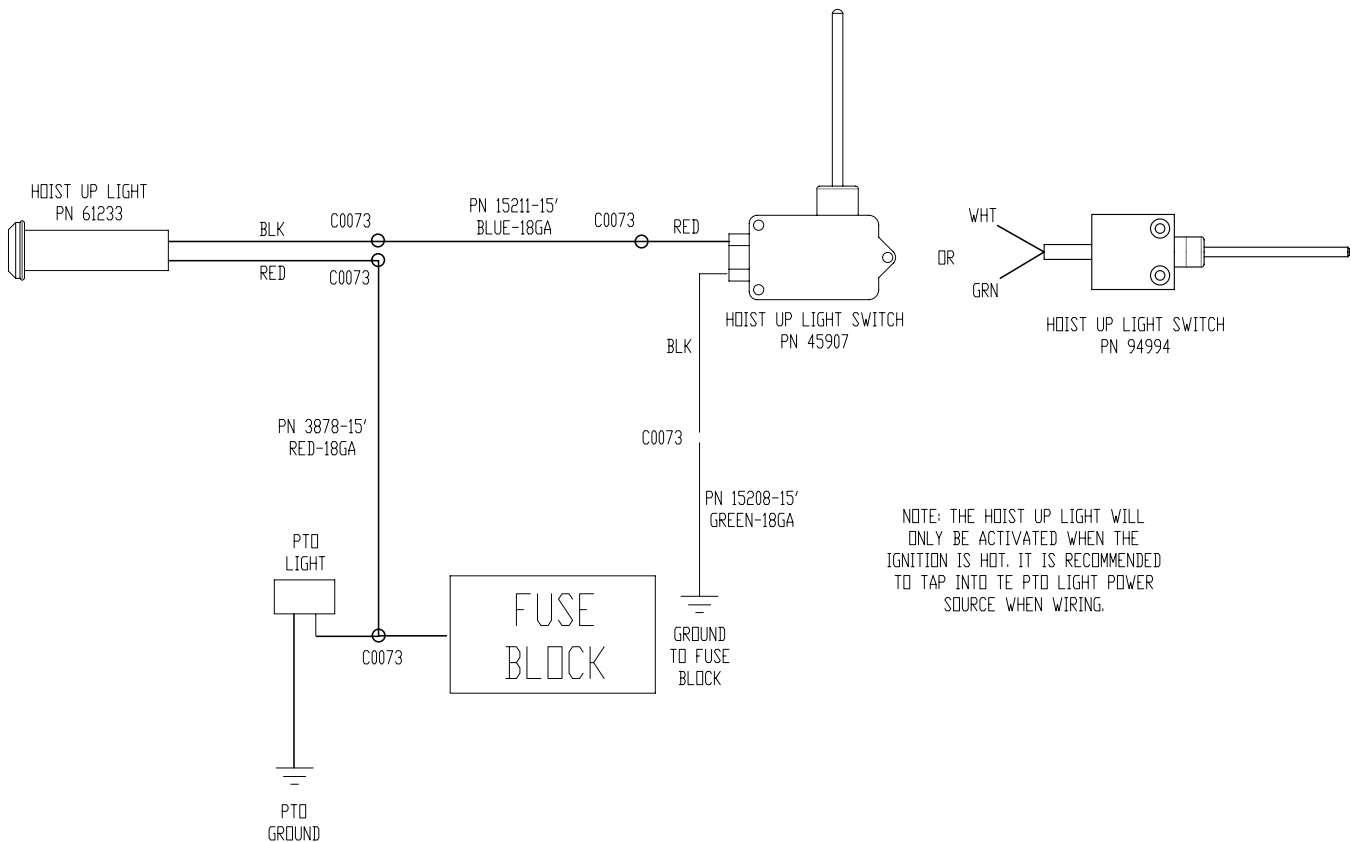 HOIST UP LIGHT
PN 61233
BLK
RED
C0073
C0073
PN 15211-15'
BLUE-18GA
C0073
RED
HOIST UP LIGHT SWITCH
PN 45907
OR
WHT
GRN
HOIST UP LIGHT SWITCH
PN 94994
BLK
C0073
PN 15208-15'
GREEN-18GA
GROUND
TO FUSE
BLOCK
PN 3878-15'
RED-18GA
PTO
LIGHT
C0073
FUSE
BLOCK
PTO
GROUND
NOTE: THE HOIST UP LIGHT WILL
ONLY BE ACTIVATED WHEN THE
IGNITION IS HOT. IT IS RECOMMENDED
TO TAP INTO TE PTO LIGHT POWER
SOURCE WHEN WIRING.